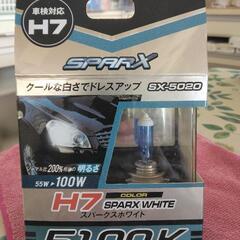 車検対応
H7
SPARX
クールな白さでドレスアップ
SX-5020
200%
明るさ
55W▶100W
H7
COLOR
SPARX WHITE
スパークスホワイト
5100K